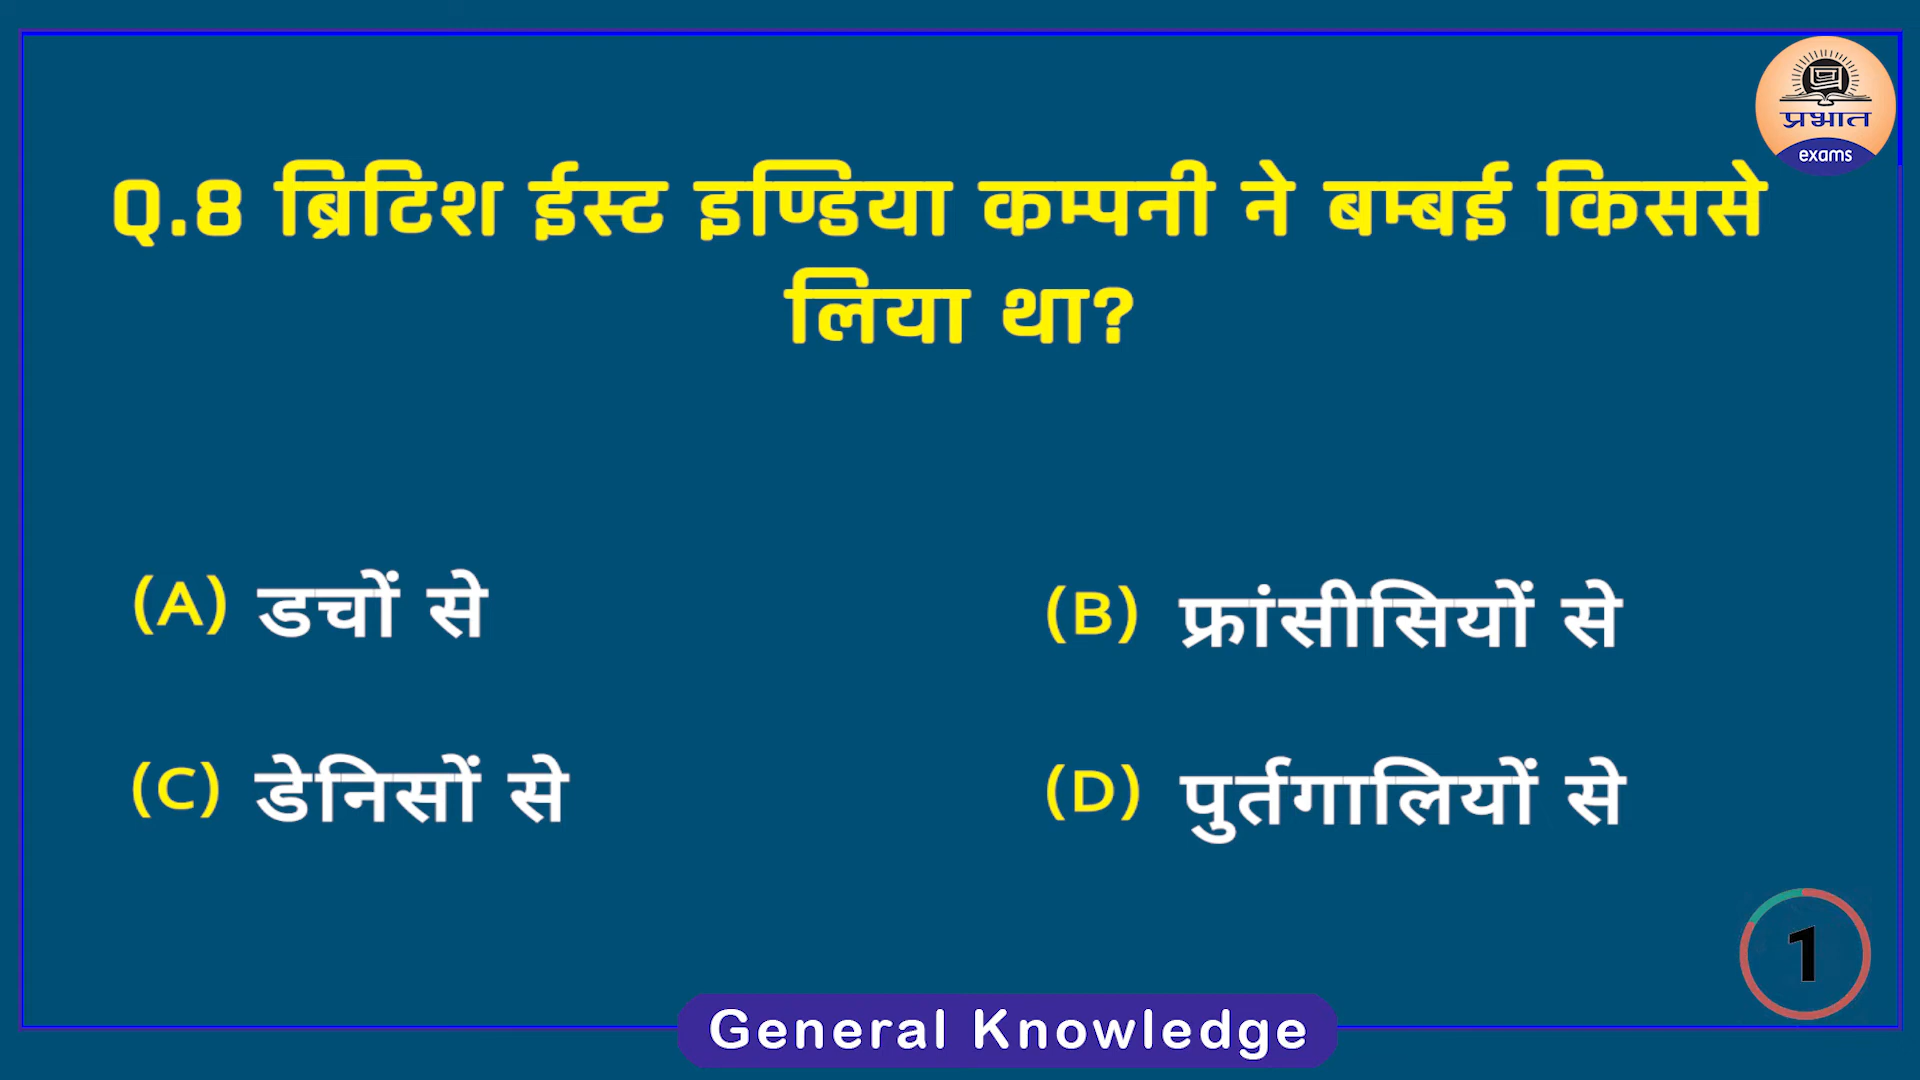 प्रभात
exams
Q.8 ब्रिटिश ईस्ट इण्डिया कम्पनी ने बम्बई किससे
लिया था?
(A) डचों से
(B) फ्रांसीसियों से
(C) डेनिसों से
(D) पुर्तगालियों से
1
General Knowledge